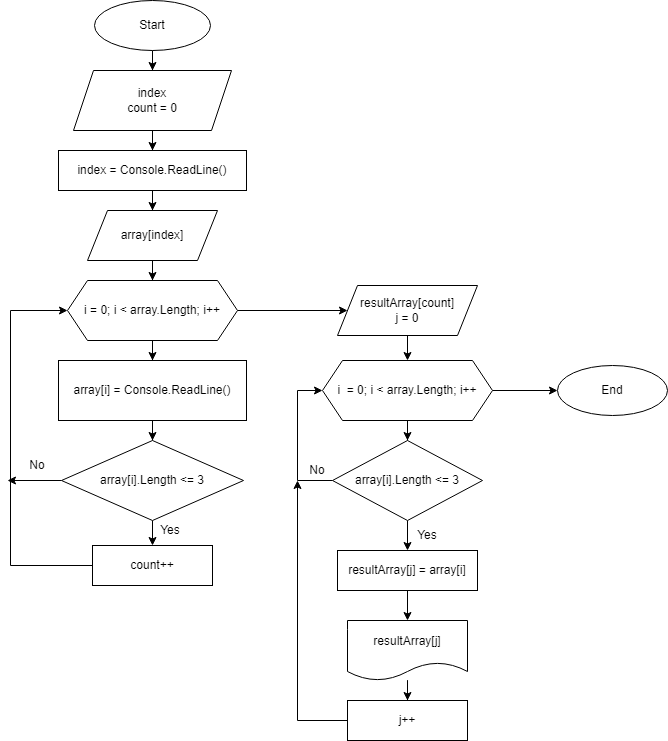 Start
index
count = 0
index = Console.ReadLine()
array[index]
i = 0; i < array.Length; i++
array[i] = Console.ReadLine()
array[i].Length <= 3
No
Yes
count++
resultArray[count]
j = 0
i = 0; i < array.Length; i++
End
array[i].Length <= 3
No
Yes
resultArray[j] = array[i]
resultArray[j]
j++